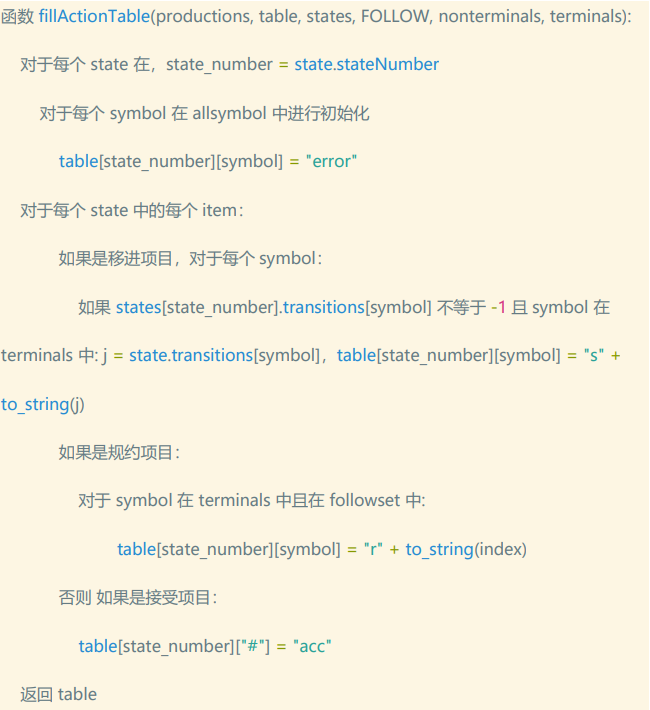 函数 fillActionTable(productions, table, states, FOLLOW, nonterminals, terminals):
对于每个 state 在，state_number = state.stateNumber
对于每个 symbol 在 allsymbol 中进行初始化
table[state_number][symbol] = "error"
对于每个 state 中的每个 item：
如果是移进项目，对于每个 symbol：
如果 states[state_number].transitions[symbol] 不等于 -1 且 symbol 在
terminals 中: j = state.transitions[symbol]，table[state_number][symbol] = "s" +
to_string(j)
如果是规约项目：
对于 symbol 在 terminals 中且在 followset 中:
table[state_number][symbol] = "r" + to_string(index)
否则 如果是接受项目：
table[state_number]["#"] = "acc"
返回 table